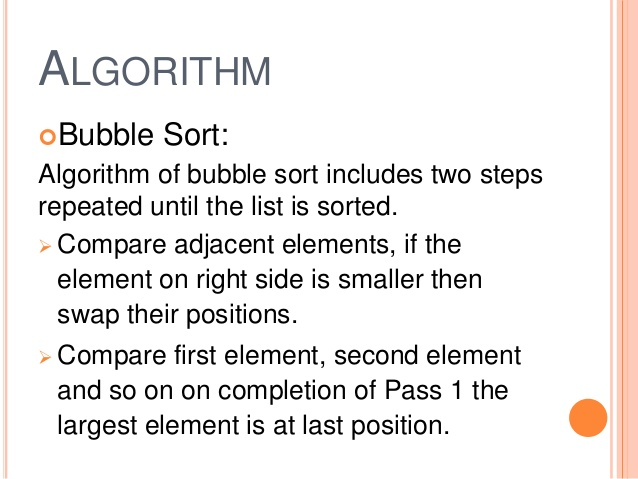 ALGORITHM
Bubble Sort:
Algorithm of bubble sort includes two steps
repeated until the list is sorted.
Compare adjacent elements, if the
element on right side is smaller then
swap their positions.
Compare first element, second element
and so on on completion of Pass 1 the
largest element is at last position.